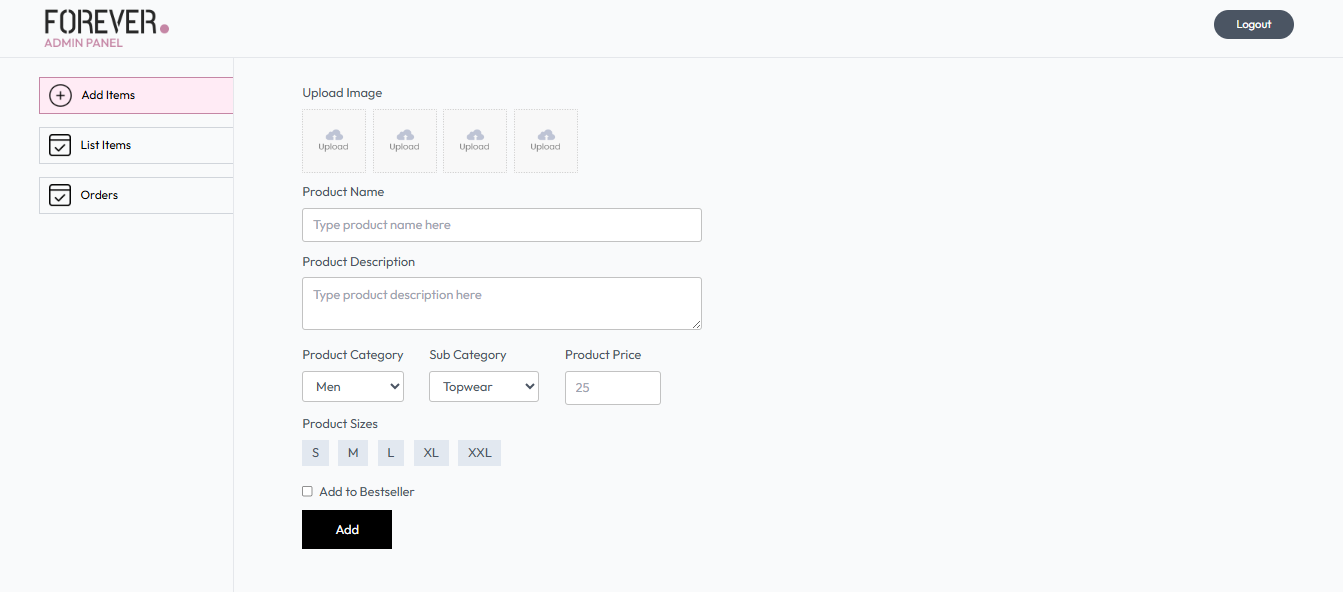 FOREVER.
ADMIN PANEL
Logout
Add Items
List Items
Orders
Upload Image
Upload Upload Upload Upload
Product Name
Type product name here
Product Description
Type product description here
Product Category Sub Category Product Price
Men Topwear 25
Product Sizes
S M L XL XXL
Add to Bestseller
Add